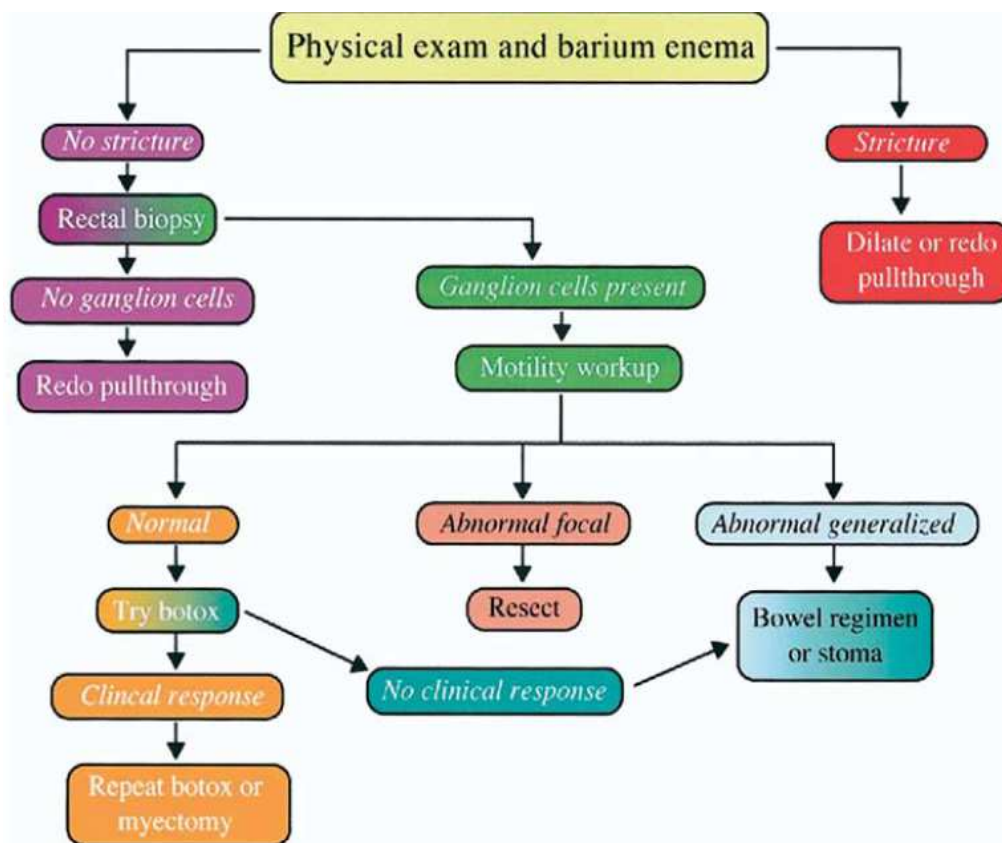 Physical exam and barium enema
No stricture
Stricture
Rectal biopsy
Dilate or redo
pullthrough
No ganglion cells
Ganglion cells present
Redo pullthrough
Motility workup
Normal
Abnormal focal
Abnormal generalized
Try botox
Resect
Bowel regimen
or stoma
Clincal response
No clinical response
Repeat botox or
myectomy